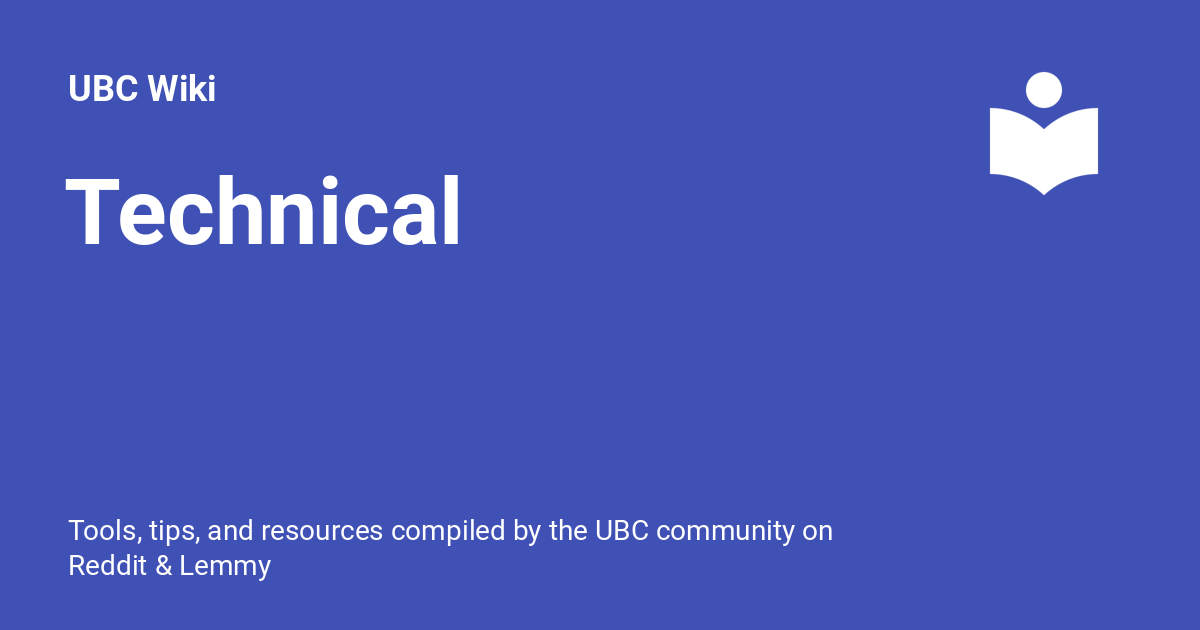 UBC Wiki
Technical
Tools, tips, and resources compiled by the UBC community on
Reddit & Lemmy